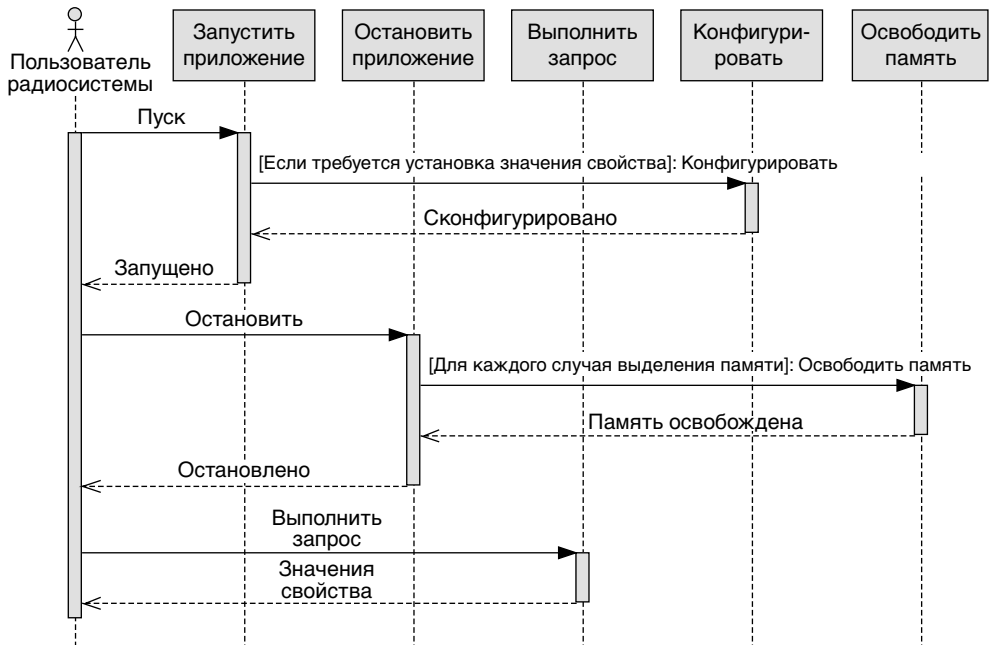 Пользователь
радиосистемы
Запустить
приложение
Остановить
приложение
Выполнить
запрос
Конфигури-
ровать
Освободить
память
Пуск
[Если требуется установка значения свойства]: Конфигурировать
Сконфигурировано
Запущено
Остановить
[Для каждого случая выделения памяти]: Освободить память
Память освобождена
Остановлено
Выполнить
запрос
Значения
свойства